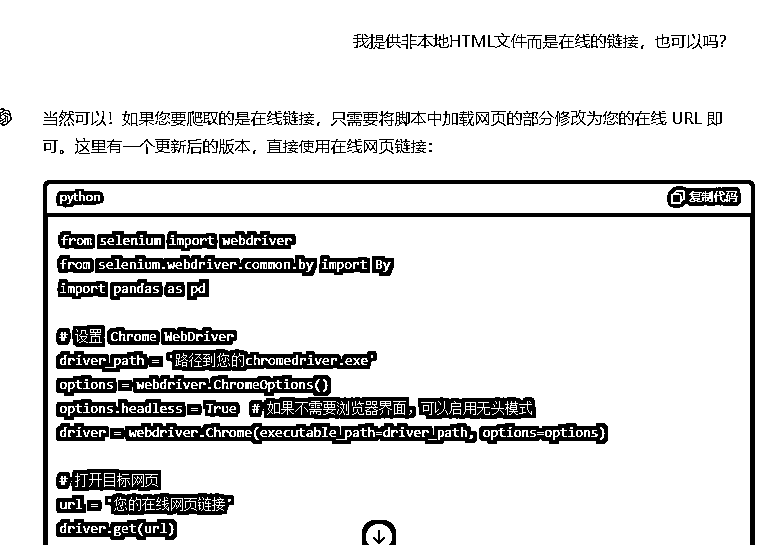 我提供非本地HTML文件而是在线的链接，也可以吗？
当然可以！如果您要爬取的是在线链接，只需要将脚本中加载网页的部分修改为您的在线 URL 即
可。这里有一个更新后的版本，直接使用在线网页链接：
python
复制代码
from selenium import webdriver
from selenium.webdriver.common.by import By
import pandas as pd
# 设置 Chrome WebDriver
driver_path = '路径到您的chromedriver.exe'
options = webdriver.ChromeOptions()
options.headless = True  # 如果不需要浏览器界面，可以启用无头模式
driver = webdriver.Chrome(executable_path=driver_path, options=options)
# 打开目标网页
url = '您的在线网页链接'
driver.get(url)